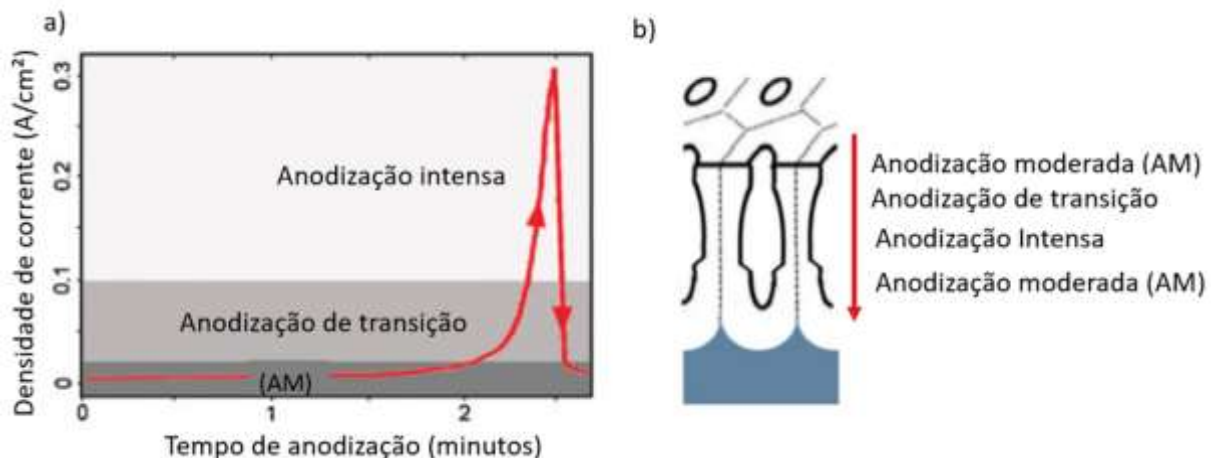 a)
Densidade de corrente (A/cm²)
0,3
0,2
0,1
0
Anodização intensa
Anodização de transição
(AM)
0
1
2
Tempo de anodização (minutos)
b)
Anodização moderada (AM)
Anodização de transição
Anodização Intensa
Anodização moderada (AM)